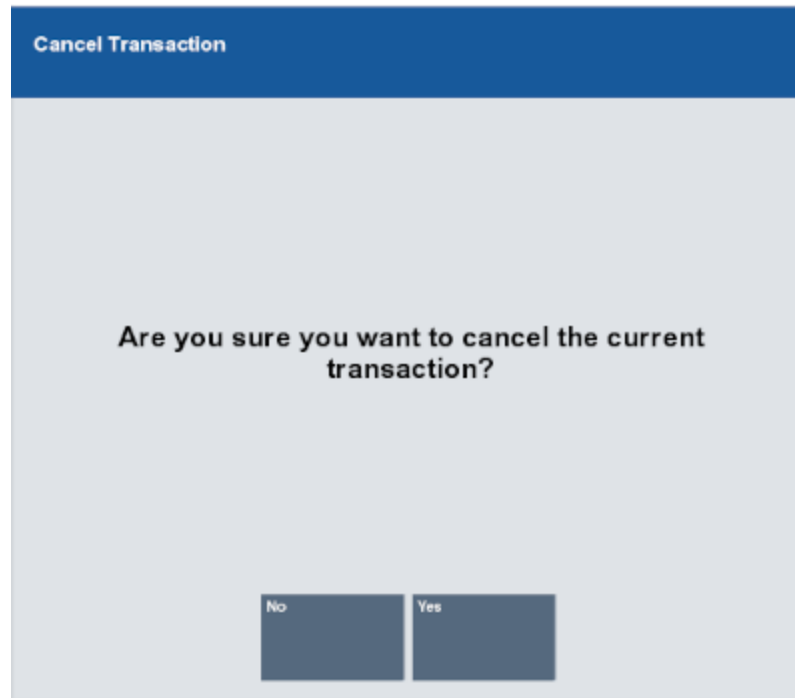 Cancel Transaction
Are you sure you want to cancel the current
transaction?
No
Yes